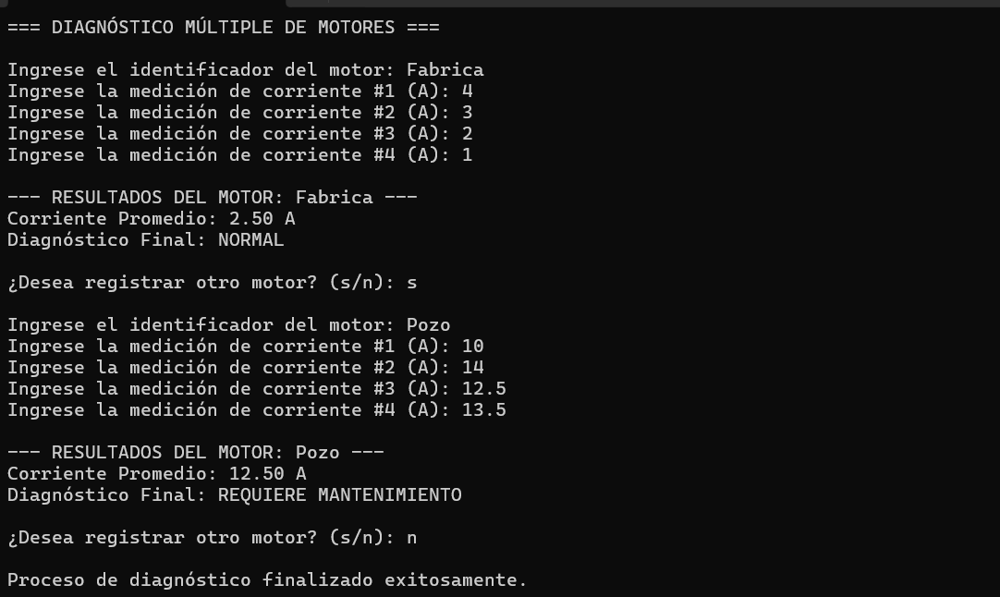 === DIAGNÓSTICO MÚLTIPLE DE MOTORES ===
Ingrese el identificador del motor: Fabrica
Ingrese la medición de corriente #1 (A): 4
Ingrese la medición de corriente #2 (A): 3
Ingrese la medición de corriente #3 (A): 2
Ingrese la medición de corriente #4 (A): 1
--- RESULTADOS DEL MOTOR: Fabrica ---
Corriente Promedio: 2.50 A
Diagnóstico Final: NORMAL
¿Desea registrar otro motor? (s/n): s
Ingrese el identificador del motor: Pozo
Ingrese la medición de corriente #1 (A): 10
Ingrese la medición de corriente #2 (A): 14
Ingrese la medición de corriente #3 (A): 12.5
Ingrese la medición de corriente #4 (A): 13.5
--- RESULTADOS DEL MOTOR: Pozo ---
Corriente Promedio: 12.50 A
Diagnóstico Final: REQUIERE MANTENIMIENTO
¿Desea registrar otro motor? (s/n): n
Proceso de diagnóstico finalizado exitosamente.